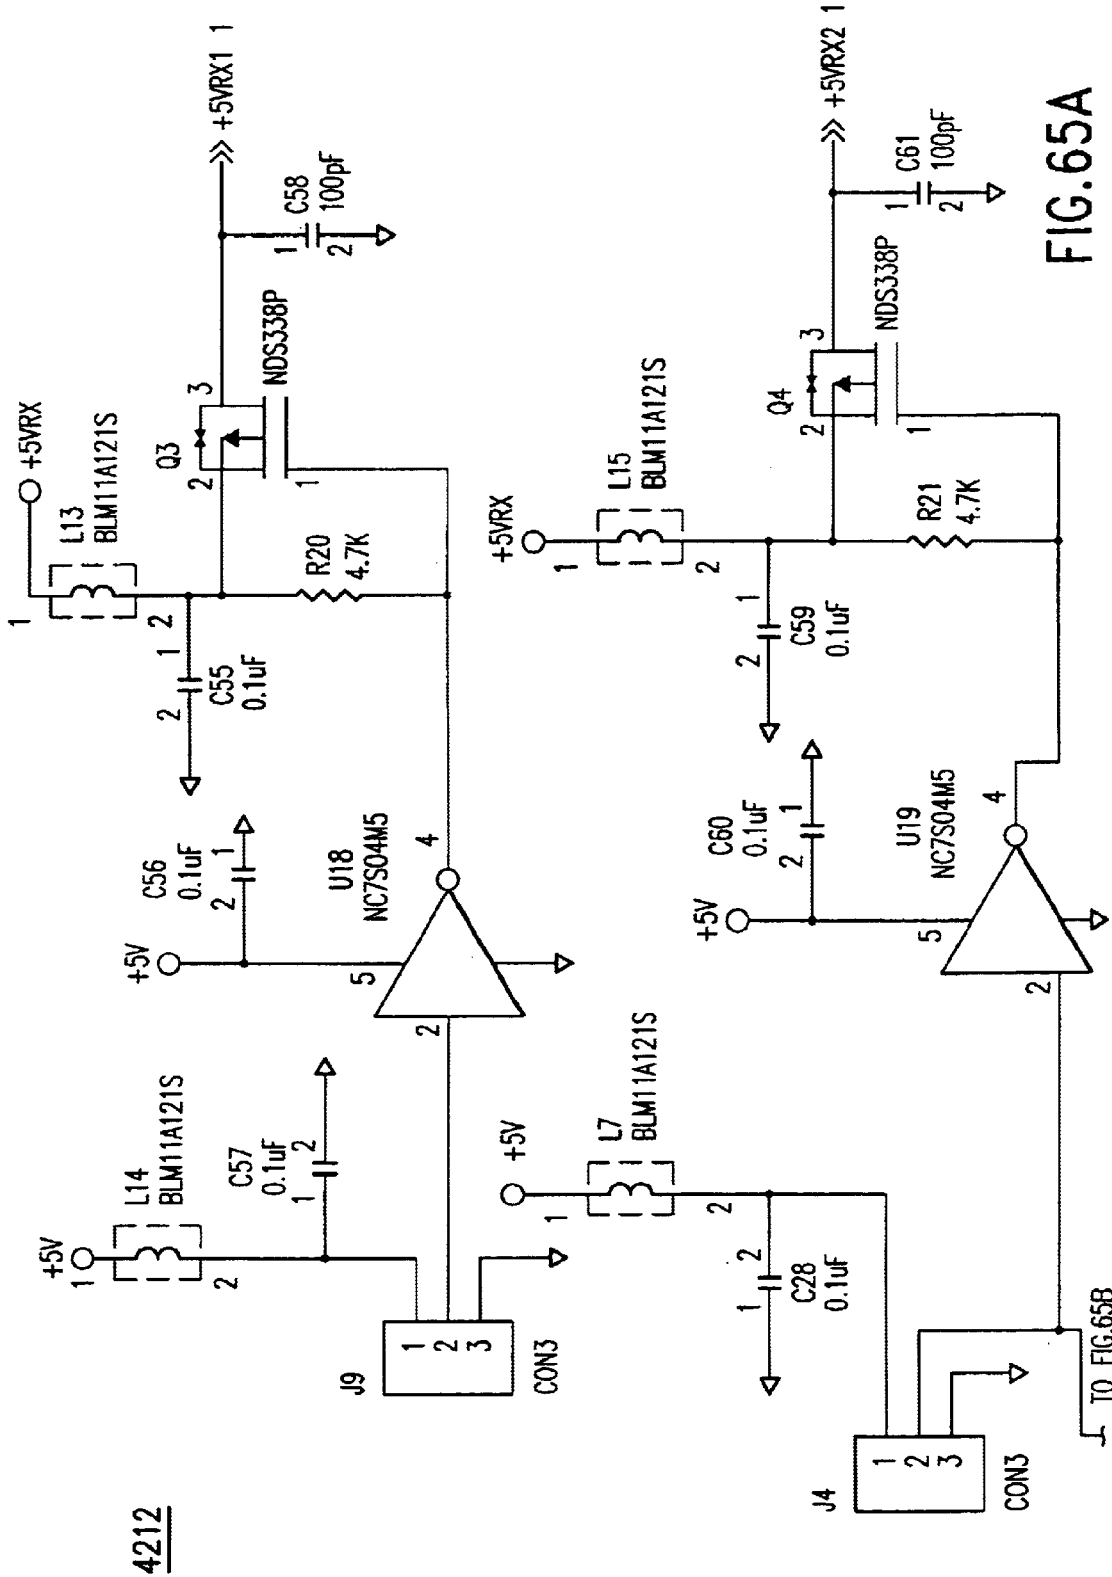 4212
J9
CON3
1
2
3
+5V
1
2
L14
BLM11A121S
C57
0.1uF
1
2
+5V
C56
0.1uF
2
1
5
2
4
U18
NC7S04M5
+5VRX
1
2
L13
BLM11A121S
1
2
C55
0.1uF
R20
4.7K
Q3
2
3
1
NDS338P
C58
100pF
1
2
+5VRX1 1
J4
CON3
1
2
3
TO FIG.65B
+5V
1
2
L7
BLM11A121S
2
1
C28
0.1uF
+5V
C60
0.1uF
2
1
5
2
4
U19
NC7S04M5
+5VRX
1
2
L15
BLM11A121S
1
2
C59
0.1uF
R21
4.7K
Q4
2
3
1
NDS338P
C61
100pF
1
2
+5VRX2 1
FIG.65A